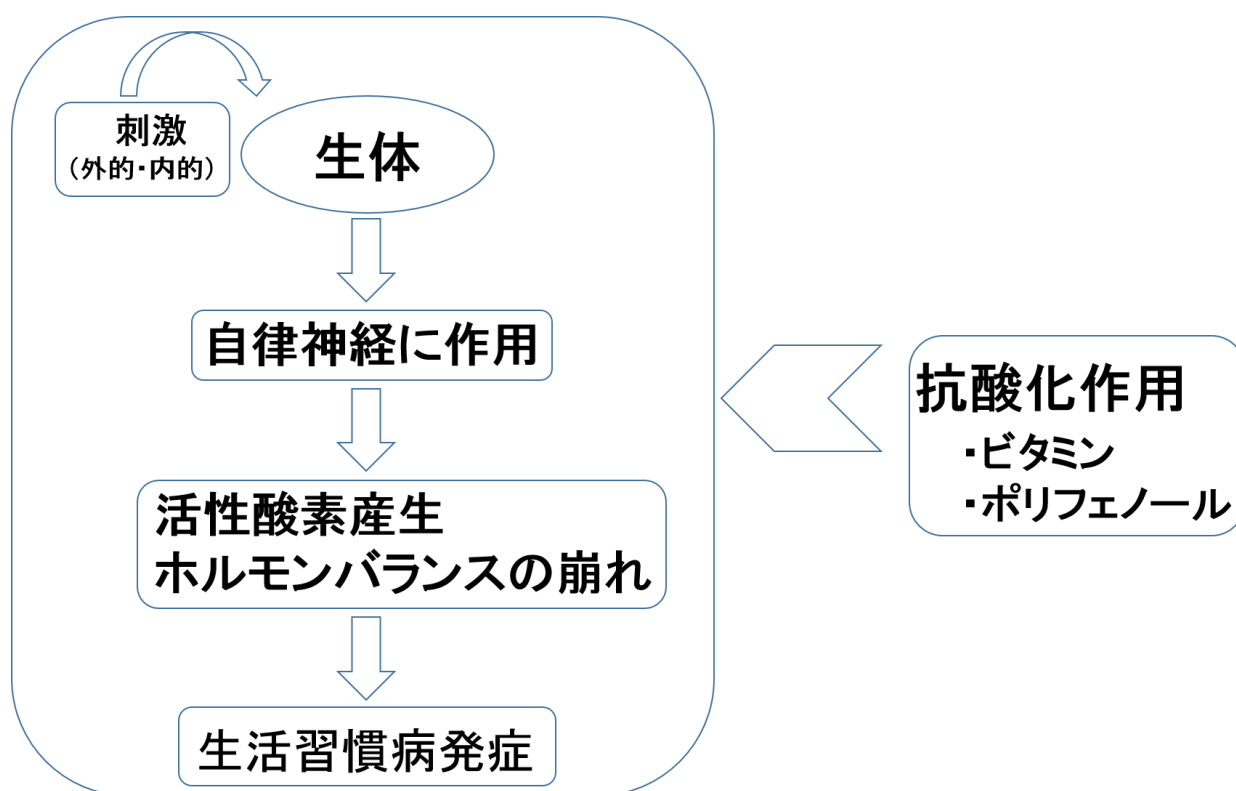 刺激
(外的・内的)
生体
自律神経に作用
活性酸素産生
ホルモンバランスの崩れ
生活習慣病発症
抗酸化作用
・ビタミン
・ポリフェノール